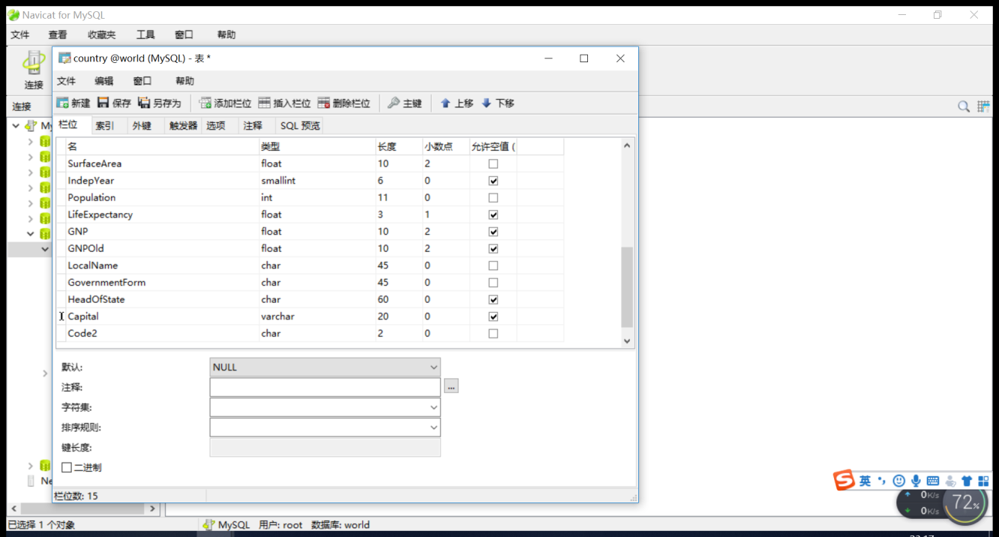 Navicat for MySQL
文件 查看 收藏夹 工具 窗口 帮助
country @world (MySQL) - 表 *
连接
文件 编辑 窗口 帮助
新建 保存 另存为 添加栏位 插入栏位 删除栏位 主键 上移 下移
连接
My
栏位 索引 外键 触发器 选项 注释 SQL 预览
名 类型 长度 小数点 允许空值 (
SurfaceArea float 10 2
IndepYear smallint 6 0
Population int 11 0
LifeExpectancy float 3 1
GNP float 10 2
GNPOld float 10 2
LocalName char 45 0
GovernmentForm char 45 0
HeadOfState char 60 0
Capital varchar 20 0
Code2 char 2 0
默认: NULL
注释: ...
字符集:
排序规则:
键长度:
二进制
Ne
S 英
栏位数: 15
0K/s
0K/s
72%
已选择 1 个对象 MySQL 用户: root 数据库: world